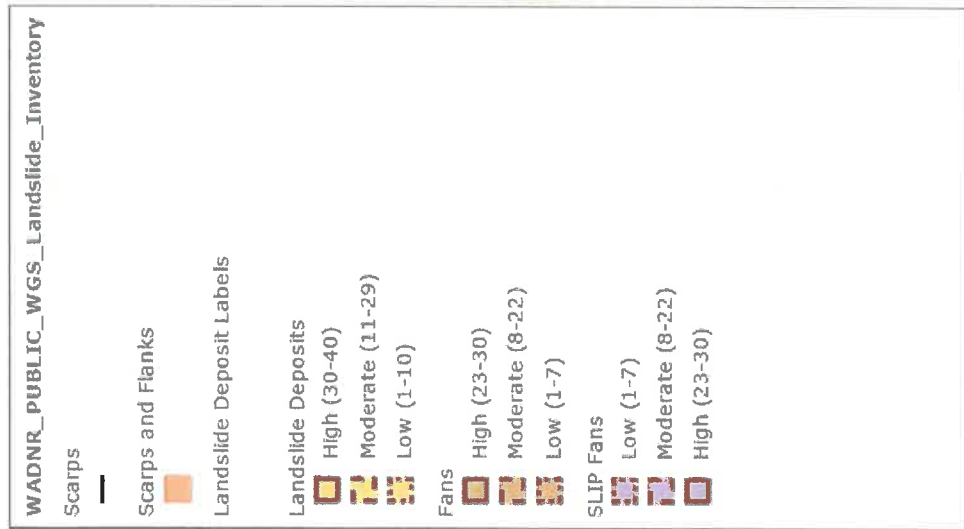 WADNR_PUBLIC_WGS_Landslide_Inventory
Scarps
Scarps and Flanks
Landslide Deposit Labels
Landslide Deposits
High (30-40)
Moderate (11-29)
Low (1-10)
Fans
High (23-30)
Moderate (8-22)
Low (1-7)
SLIP Fans
Low (1-7)
Moderate (8-22)
High (23-30)